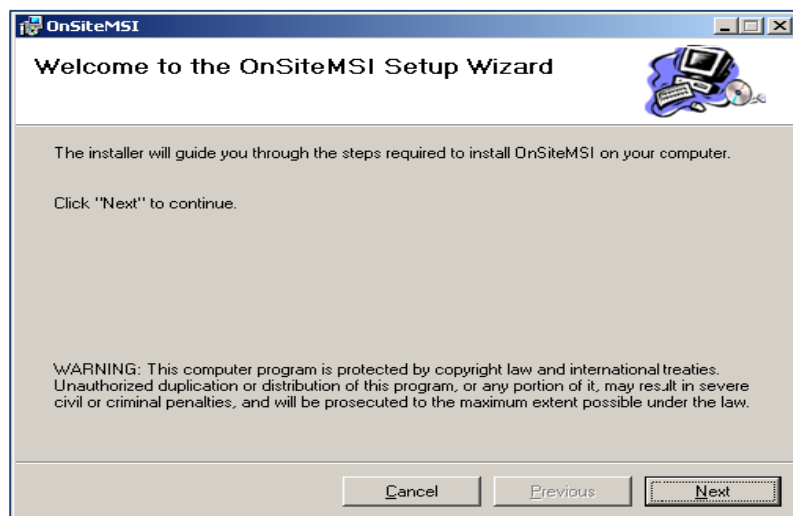 OnSiteMSI
Welcome to the OnSiteMSI Setup Wizard
The installer will guide you through the steps required to install OnSiteMSI on your computer.
Click "Next" to continue.
WARNING: This computer program is protected by copyright law and international treaties.
Unauthorized duplication or distribution of this program, or any portion of it, may result in severe
civil or criminal penalties, and will be prosecuted to the maximum extent possible under the law.
Cancel Previous Next